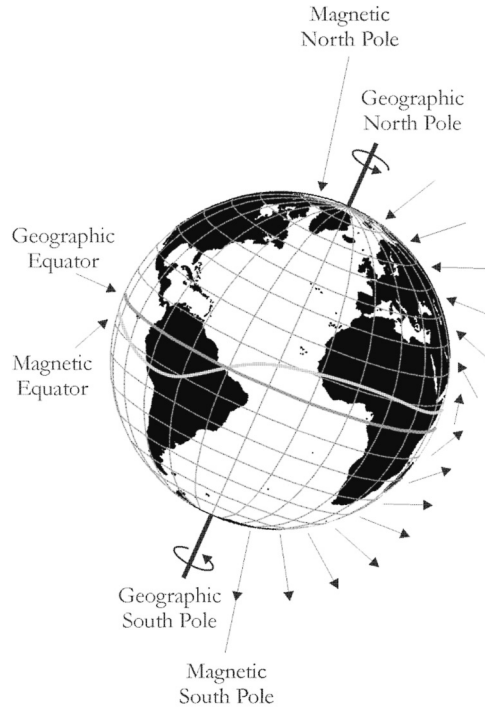 Magnetic
North Pole
Geographic
North Pole
Geographic
Equator
Magnetic
Equator
Geographic
South Pole
Magnetic
South Pole